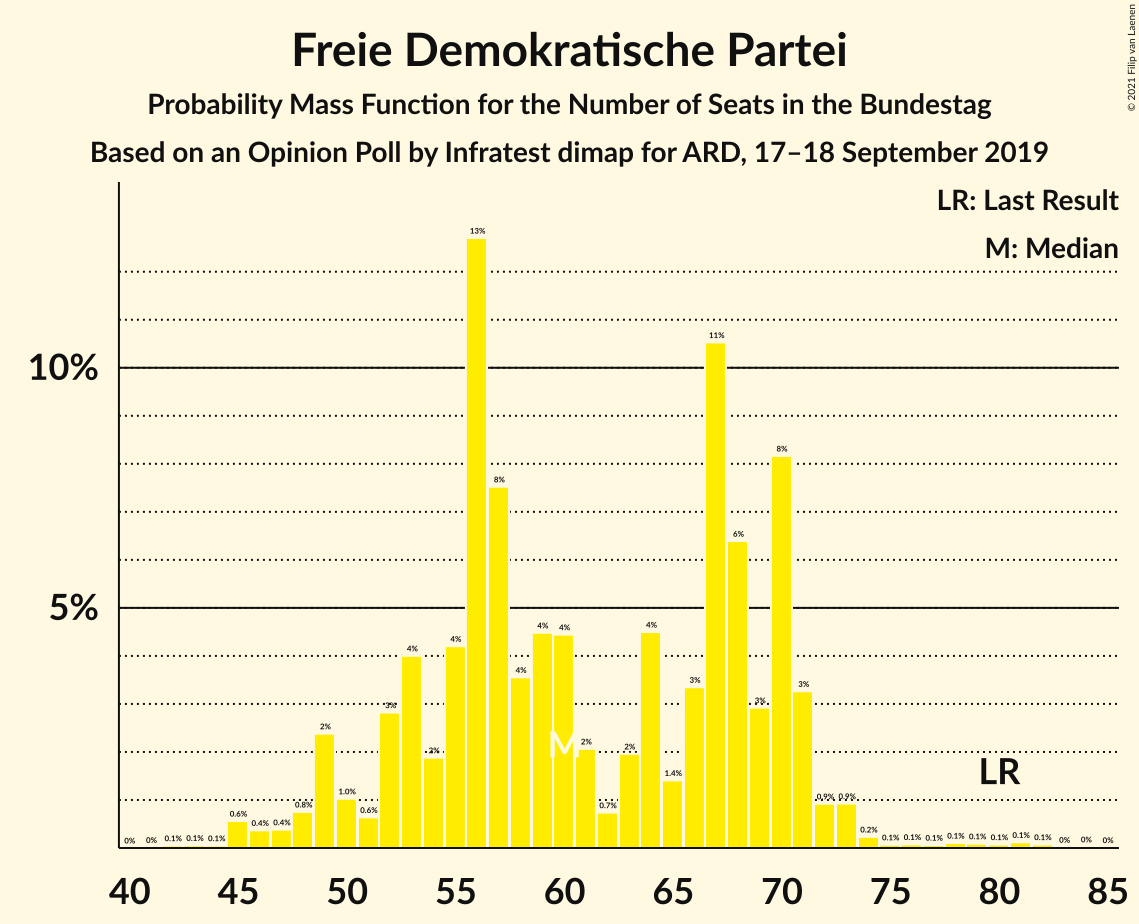 © 2021 Filip van Laenen
Freie Demokratische Partei
Probability Mass Function for the Number of Seats in the Bundestag
Based on an Opinion Poll by Infratest dimap for ARD, 17–18 September 2019
LR: Last Result
M: Median
10%
5%
0% 0% 0.1% 0.1% 0.1% 0.6% 0.4% 0.4% 0.8% 2% 1.0% 0.6% 3% 4% 2% 4% 13% 8% 4% 4% 4% 2% 0.7% 2% 4% 1.4% 3% 11% 6% 3% 8% 3% 0.9% 0.9% 0.2% 0.1% 0.1% 0.1% 0.1% 0.1% 0.1% 0.1% 0.1% 0% 0% 0%
M
LR
40 45 50 55 60 65 70 75 80 85